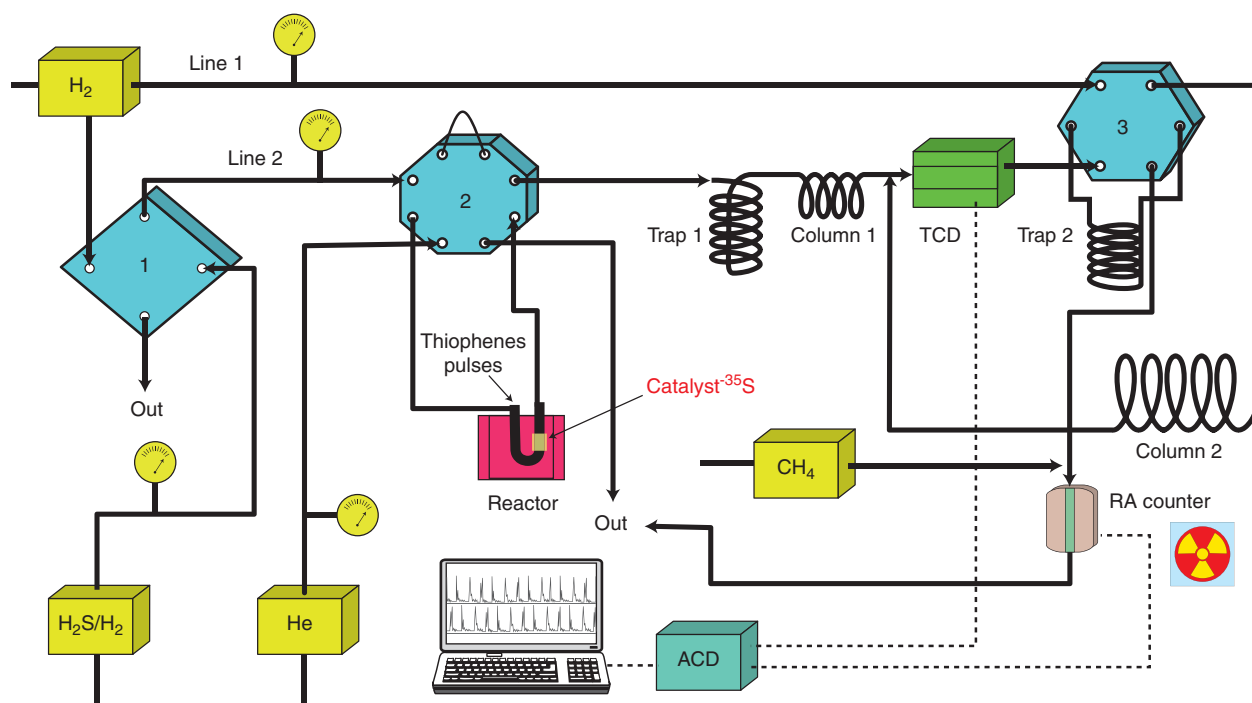 Line 1
H₂
3
Line 2
2
Trap 1
Column 1
TCD
Trap 2
1
Thiophenes
pulses
Catalyst-³⁵S
Out
Column 2
CH₄
RA counter
Reactor
Out
H₂S/H₂
He
ACD